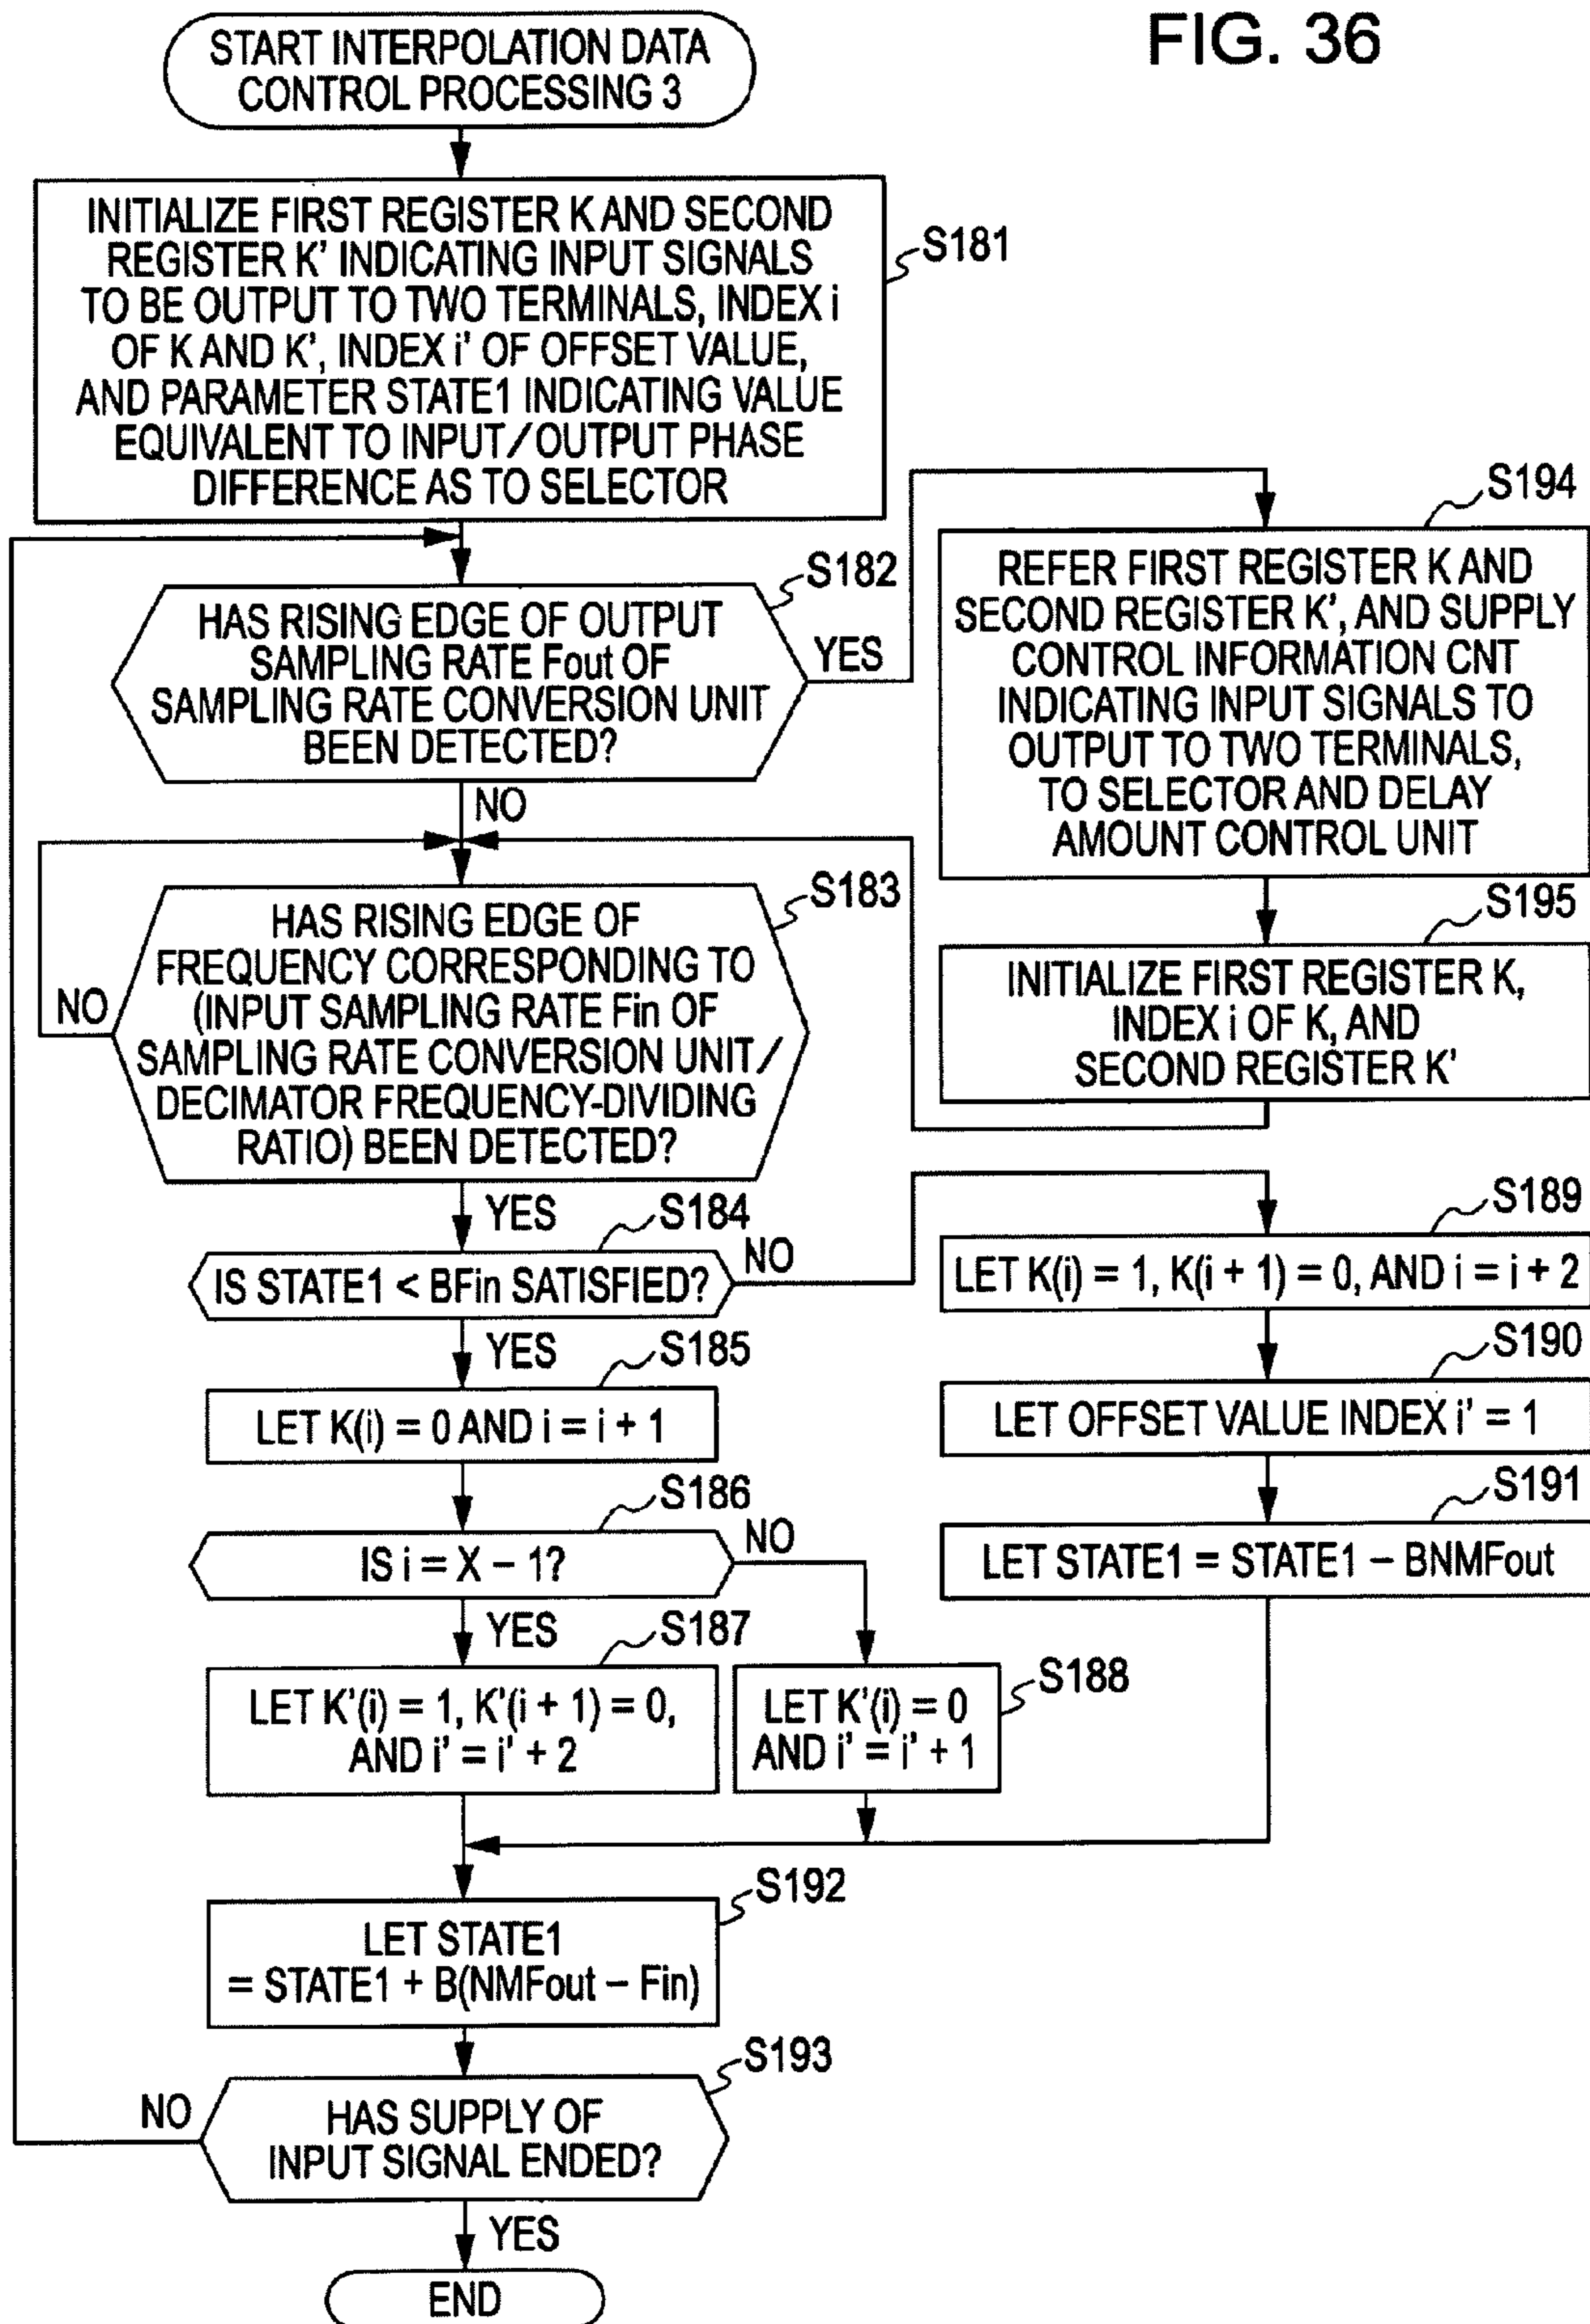 FIG. 36
START INTERPOLATION DATA
CONTROL PROCESSING 3
INITIALIZE FIRST REGISTER K AND SECOND
REGISTER K' INDICATING INPUT SIGNALS
TO BE OUTPUT TO TWO TERMINALS, INDEX i
OF K AND K', INDEX i' OF OFFSET VALUE,
AND PARAMETER STATE1 INDICATING VALUE
EQUIVALENT TO INPUT/OUTPUT PHASE
DIFFERENCE AS TO SELECTOR
S181
HAS RISING EDGE OF OUTPUT
SAMPLING RATE Fout OF
SAMPLING RATE CONVERSION UNIT
BEEN DETECTED?
S182
YES
NO
S194
REFER FIRST REGISTER K AND
SECOND REGISTER K', AND SUPPLY
CONTROL INFORMATION CNT
INDICATING INPUT SIGNALS TO
OUTPUT TO TWO TERMINALS,
TO SELECTOR AND DELAY
AMOUNT CONTROL UNIT
S195
INITIALIZE FIRST REGISTER K,
INDEX i OF K, AND
SECOND REGISTER K'
S183
HAS RISING EDGE OF
FREQUENCY CORRESPONDING TO
(INPUT SAMPLING RATE Fin OF
SAMPLING RATE CONVERSION UNIT/
DECIMATOR FREQUENCY-DIVIDING
RATIO) BEEN DETECTED?
NO
YES
S184
IS STATE1 < BFin SATISFIED?
NO
YES
S185
LET K(i) = 0 AND i = i + 1
S186
IS i = X − 1?
NO
YES
S187
LET K'(i) = 1, K'(i + 1) = 0,
AND i' = i' + 2
S188
LET K'(i) = 0
AND i' = i' + 1
S189
LET K(i) = 1, K(i + 1) = 0, AND i = i + 2
S190
LET OFFSET VALUE INDEX i' = 1
S191
LET STATE1 = STATE1 − BNMFout
S192
LET STATE1
= STATE1 + B(NMFout − Fin)
S193
HAS SUPPLY OF
INPUT SIGNAL ENDED?
NO
YES
END